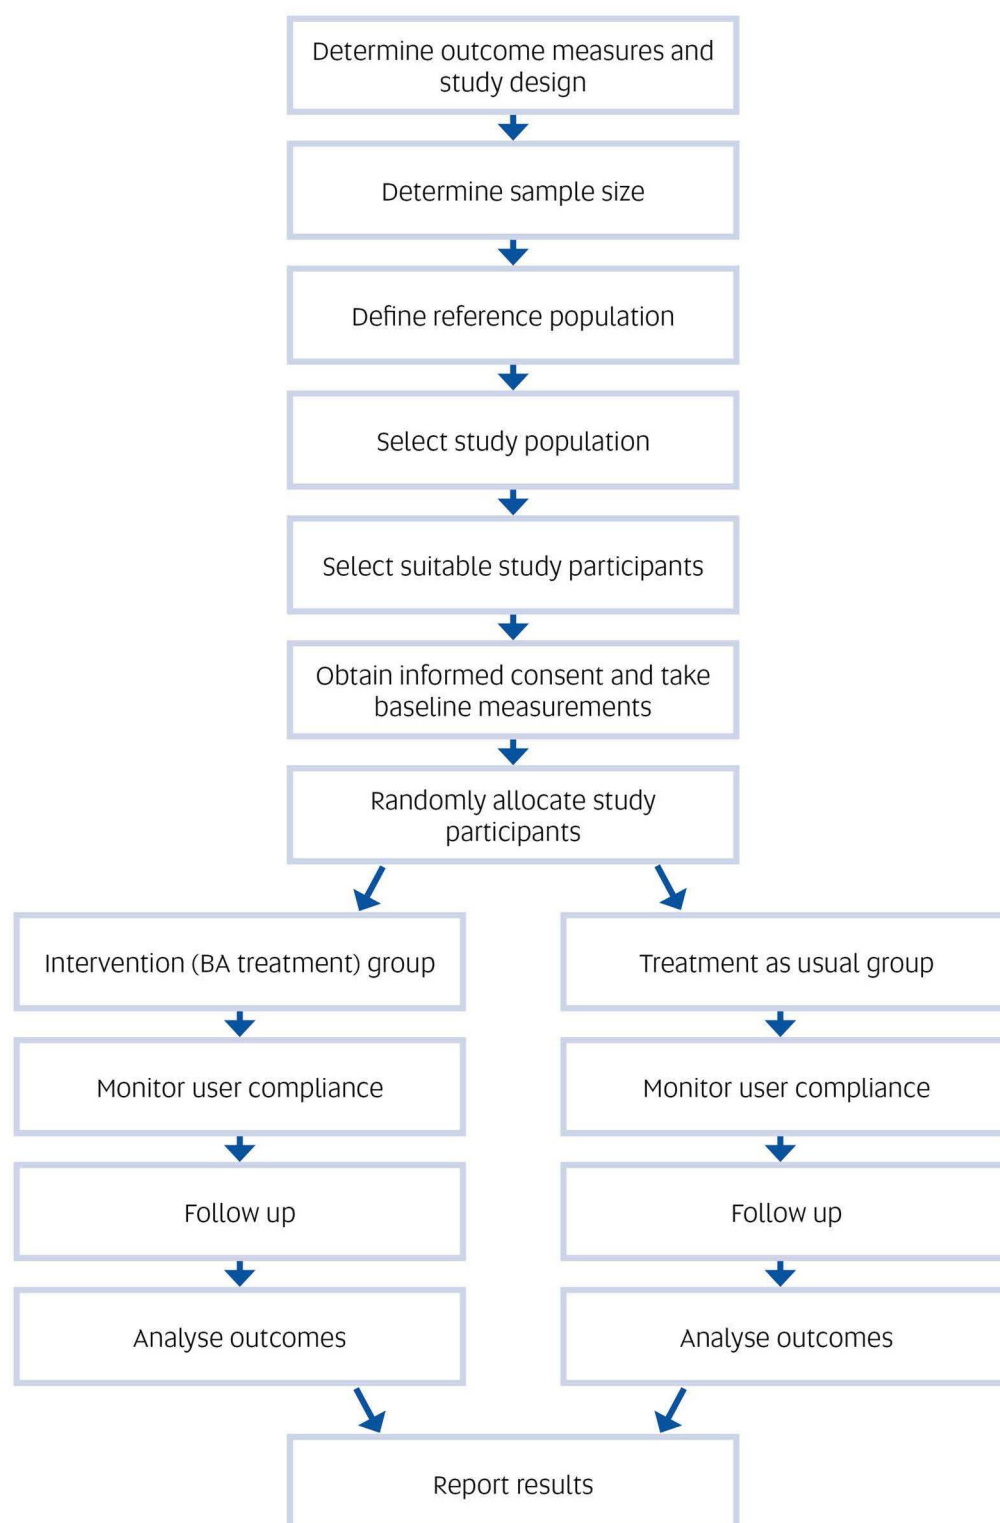 Determine outcome measures and
study design
Determine sample size
Define reference population
Select study population
Select suitable study participants
Obtain informed consent and take
baseline measurements
Randomly allocate study
participants
Intervention (BA treatment) group
Treatment as usual group
Monitor user compliance
Monitor user compliance
Follow up
Follow up
Analyse outcomes
Analyse outcomes
Report results